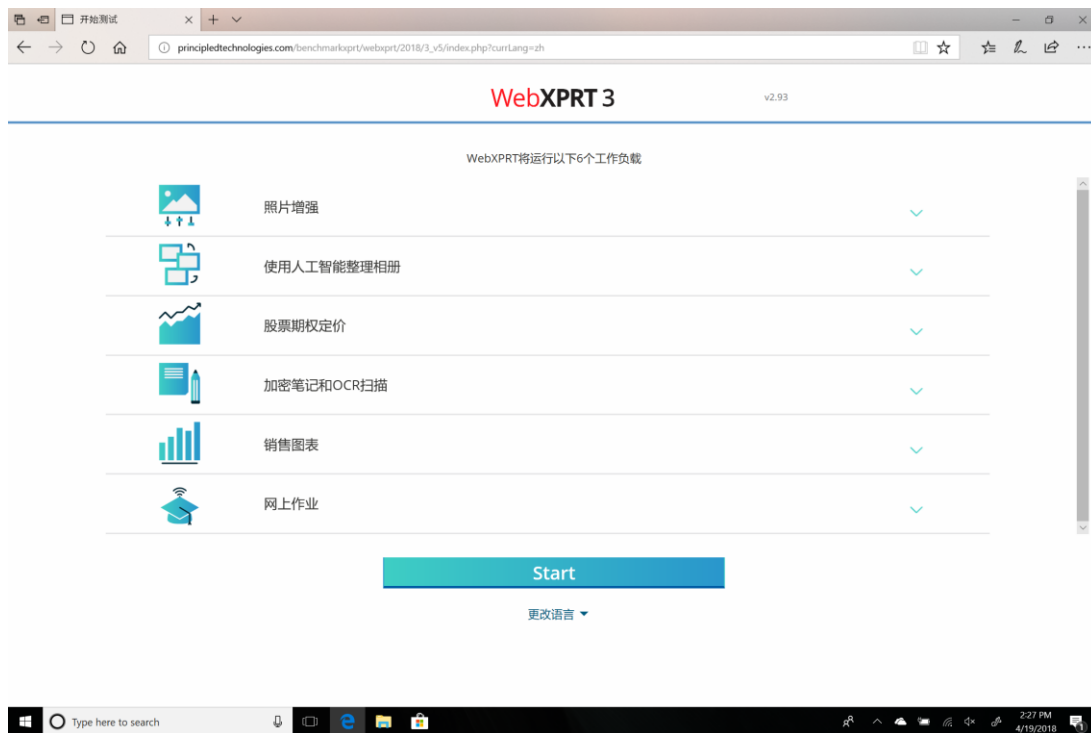 开始测试
principledtechnologies.com/benchmarkxprt/webxprt/2018/3_v5/index.php?currLang=zh
WebXPRT 3
v2.93
WebXPRT将运行以下6个工作负载
照片增强
使用人工智能整理相册
股票期权定价
加密笔记和OCR扫描
销售图表
网上作业
Start
更改语言
Type here to search
2:27 PM
4/19/2018
1